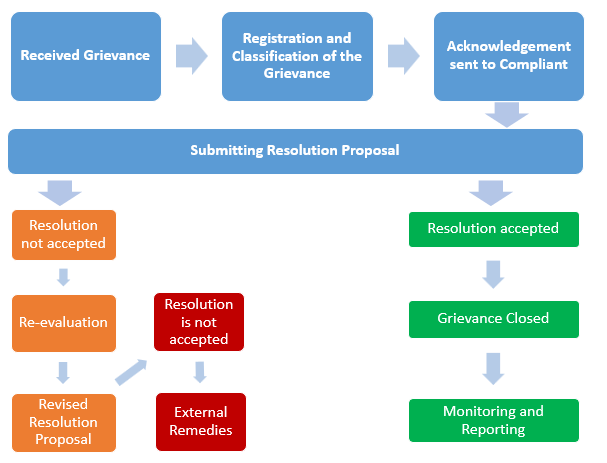 Received Grievance
Registration and
Classification of the
Grievance
Acknowledgement
sent to Compliant
Submitting Resolution Proposal
Resolution
not accepted
Resolution accepted
Re-evaluation
Resolution
is not
accepted
Grievance Closed
Revised
Resolution
Proposal
External
Remedies
Monitoring and
Reporting